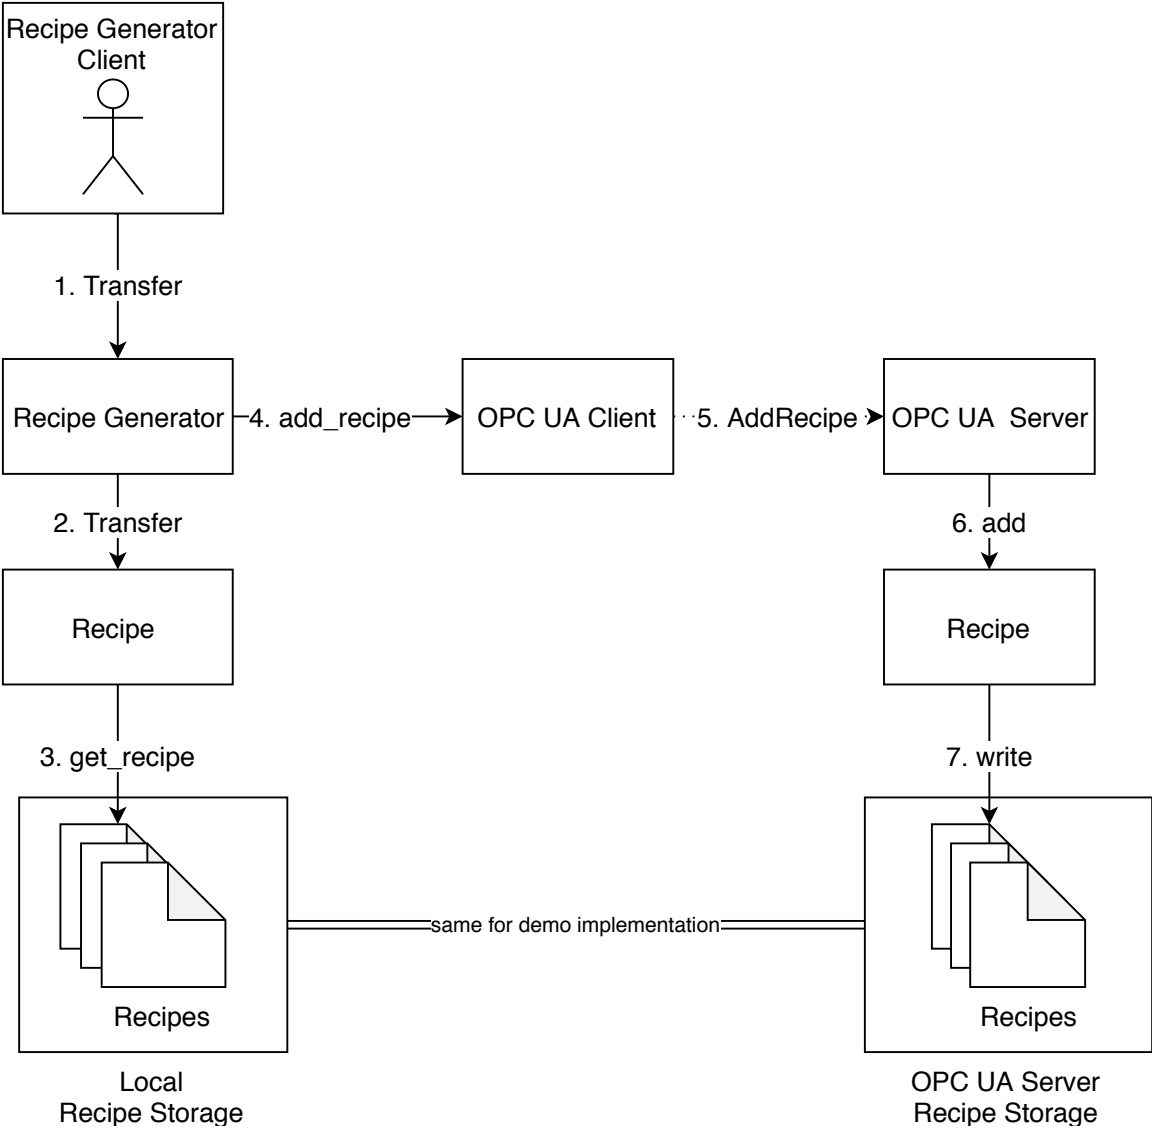 Recipe Generator
Client
1. Transfer
Recipe Generator
4. add_recipe
OPC UA Client
5. AddRecipe
OPC UA Server
2. Transfer
6. add
Recipe
Recipe
3. get_recipe
7. write
same for demo implementation
Recipes
Recipes
Local
Recipe Storage
OPC UA Server
Recipe Storage